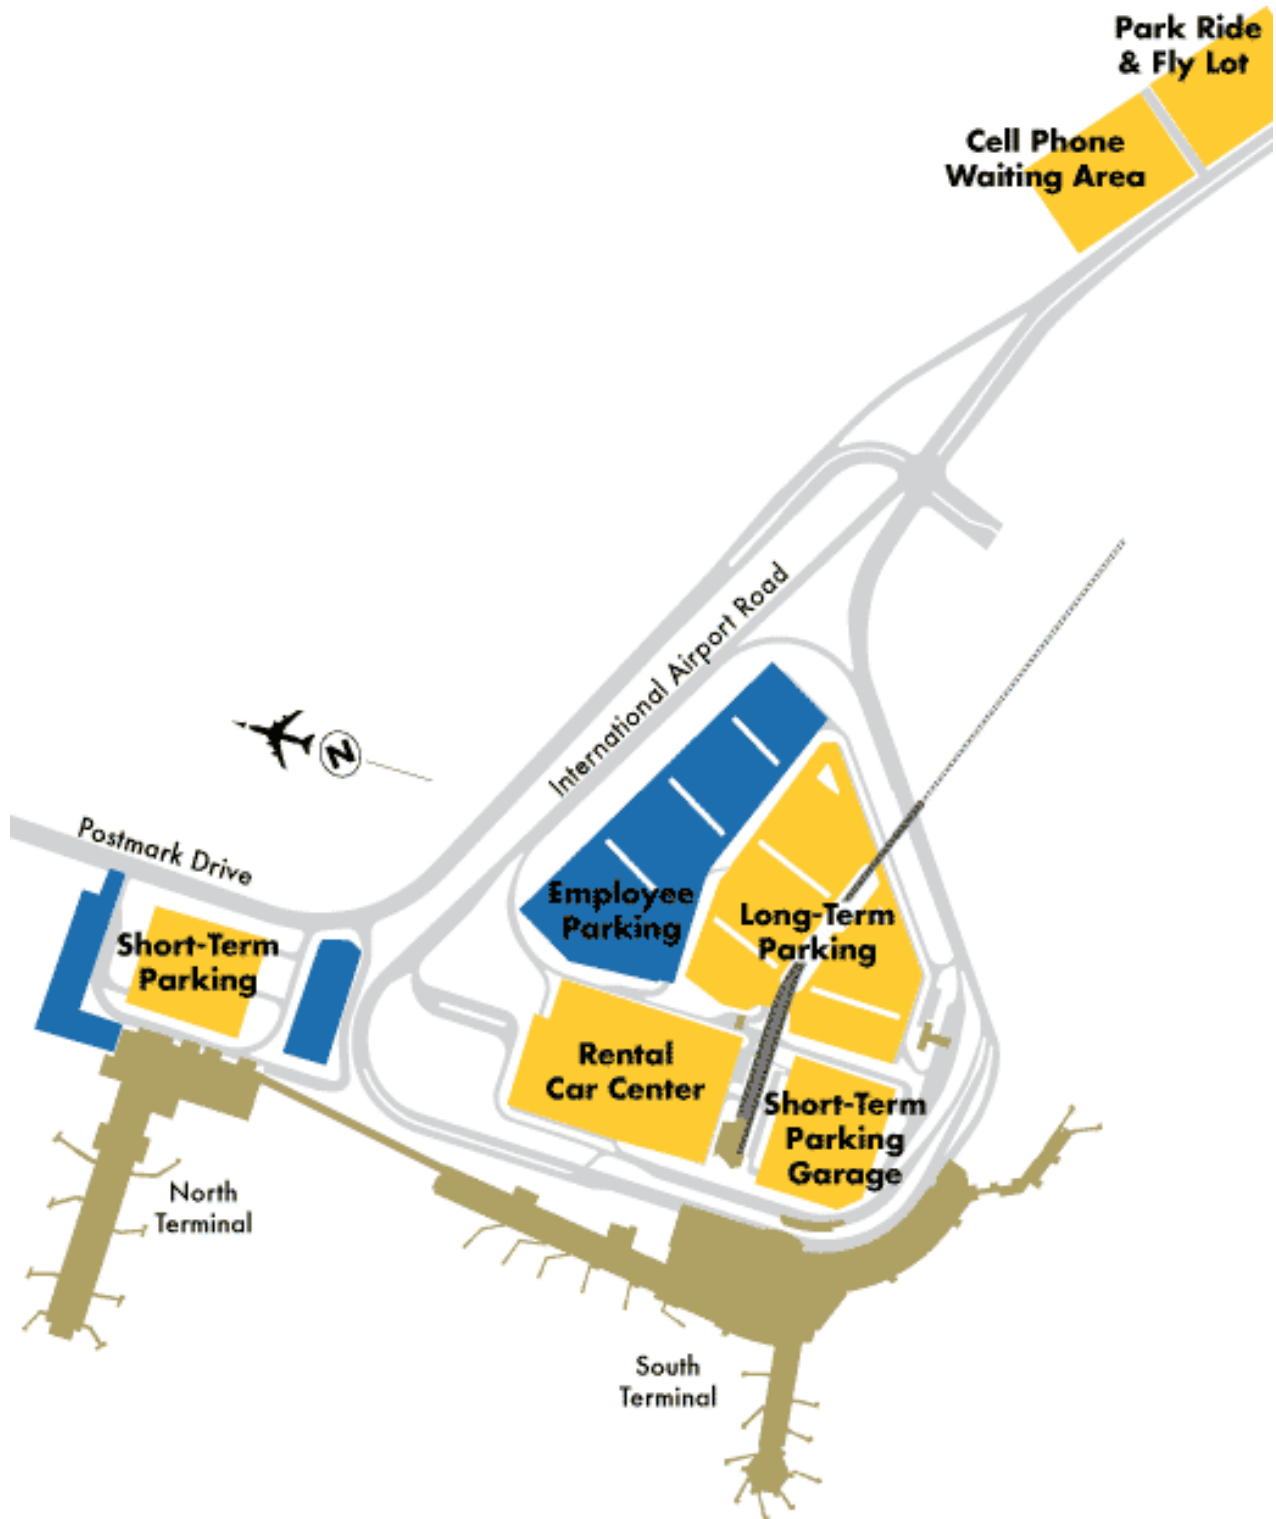 Park Ride
& Fly Lot
Cell Phone
Waiting Area
International Airport Road
N
Postmark Drive
Employee
Parking
Long-Term
Parking
Short-Term
Parking
Rental
Car Center
Short-Term
Parking
Garage
North
Terminal
South
Terminal